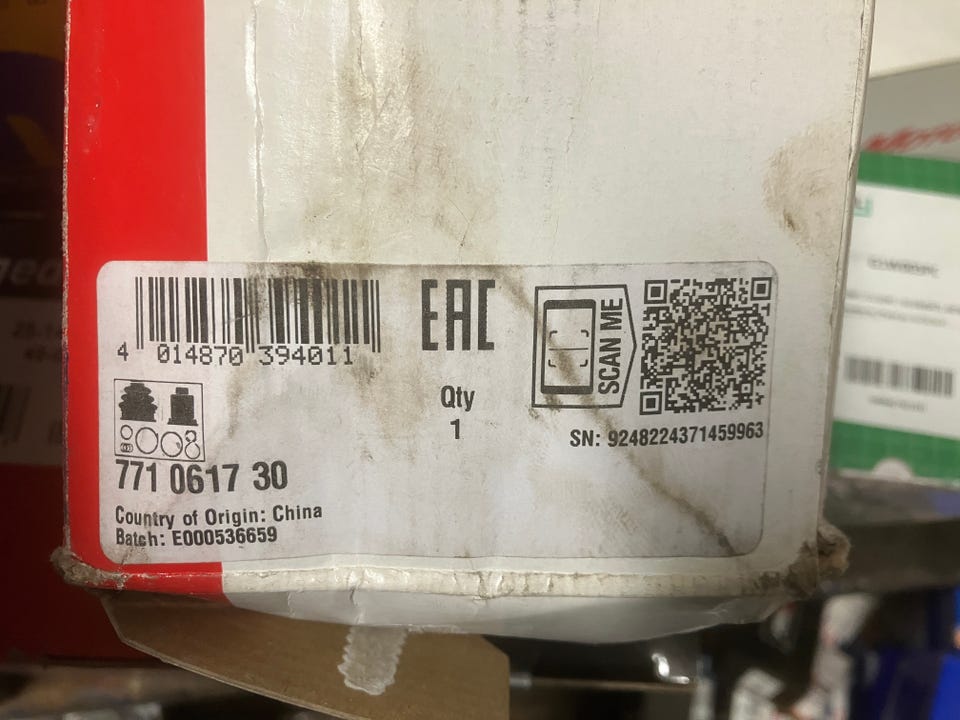 EAC
4 014870 394011
SCAN ME
Qty
1
SN: 9248224371459963
771 0617 30
Country of Origin: China
Batch: E000536659